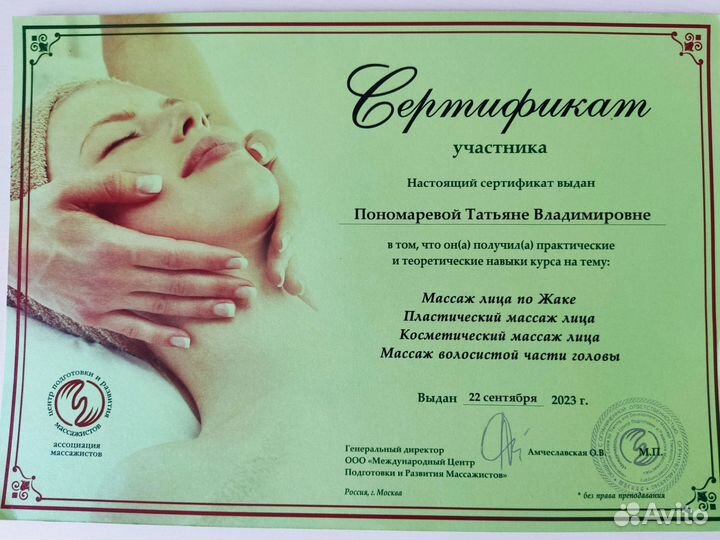 Сертификат
участника
Настоящий сертификат выдан
Пономаревой Татьяне Владимировне
в том, что он(а) получил(а) практические
и теоретические навыки курса на тему:
Массаж лица по Жаке
Пластический массаж лица
Косметический массаж лица
Массаж волосистой части головы
Выдан 22 сентября 2023 г.
центр подготовки и развития
массажистов
ассоциация
массажистов
Генеральный директор
ООО «Международный Центр
Подготовки и Развития Массажистов»
Амчеславская О.В. М.П.
Россия, г. Москва
* без права преподавания
Avito